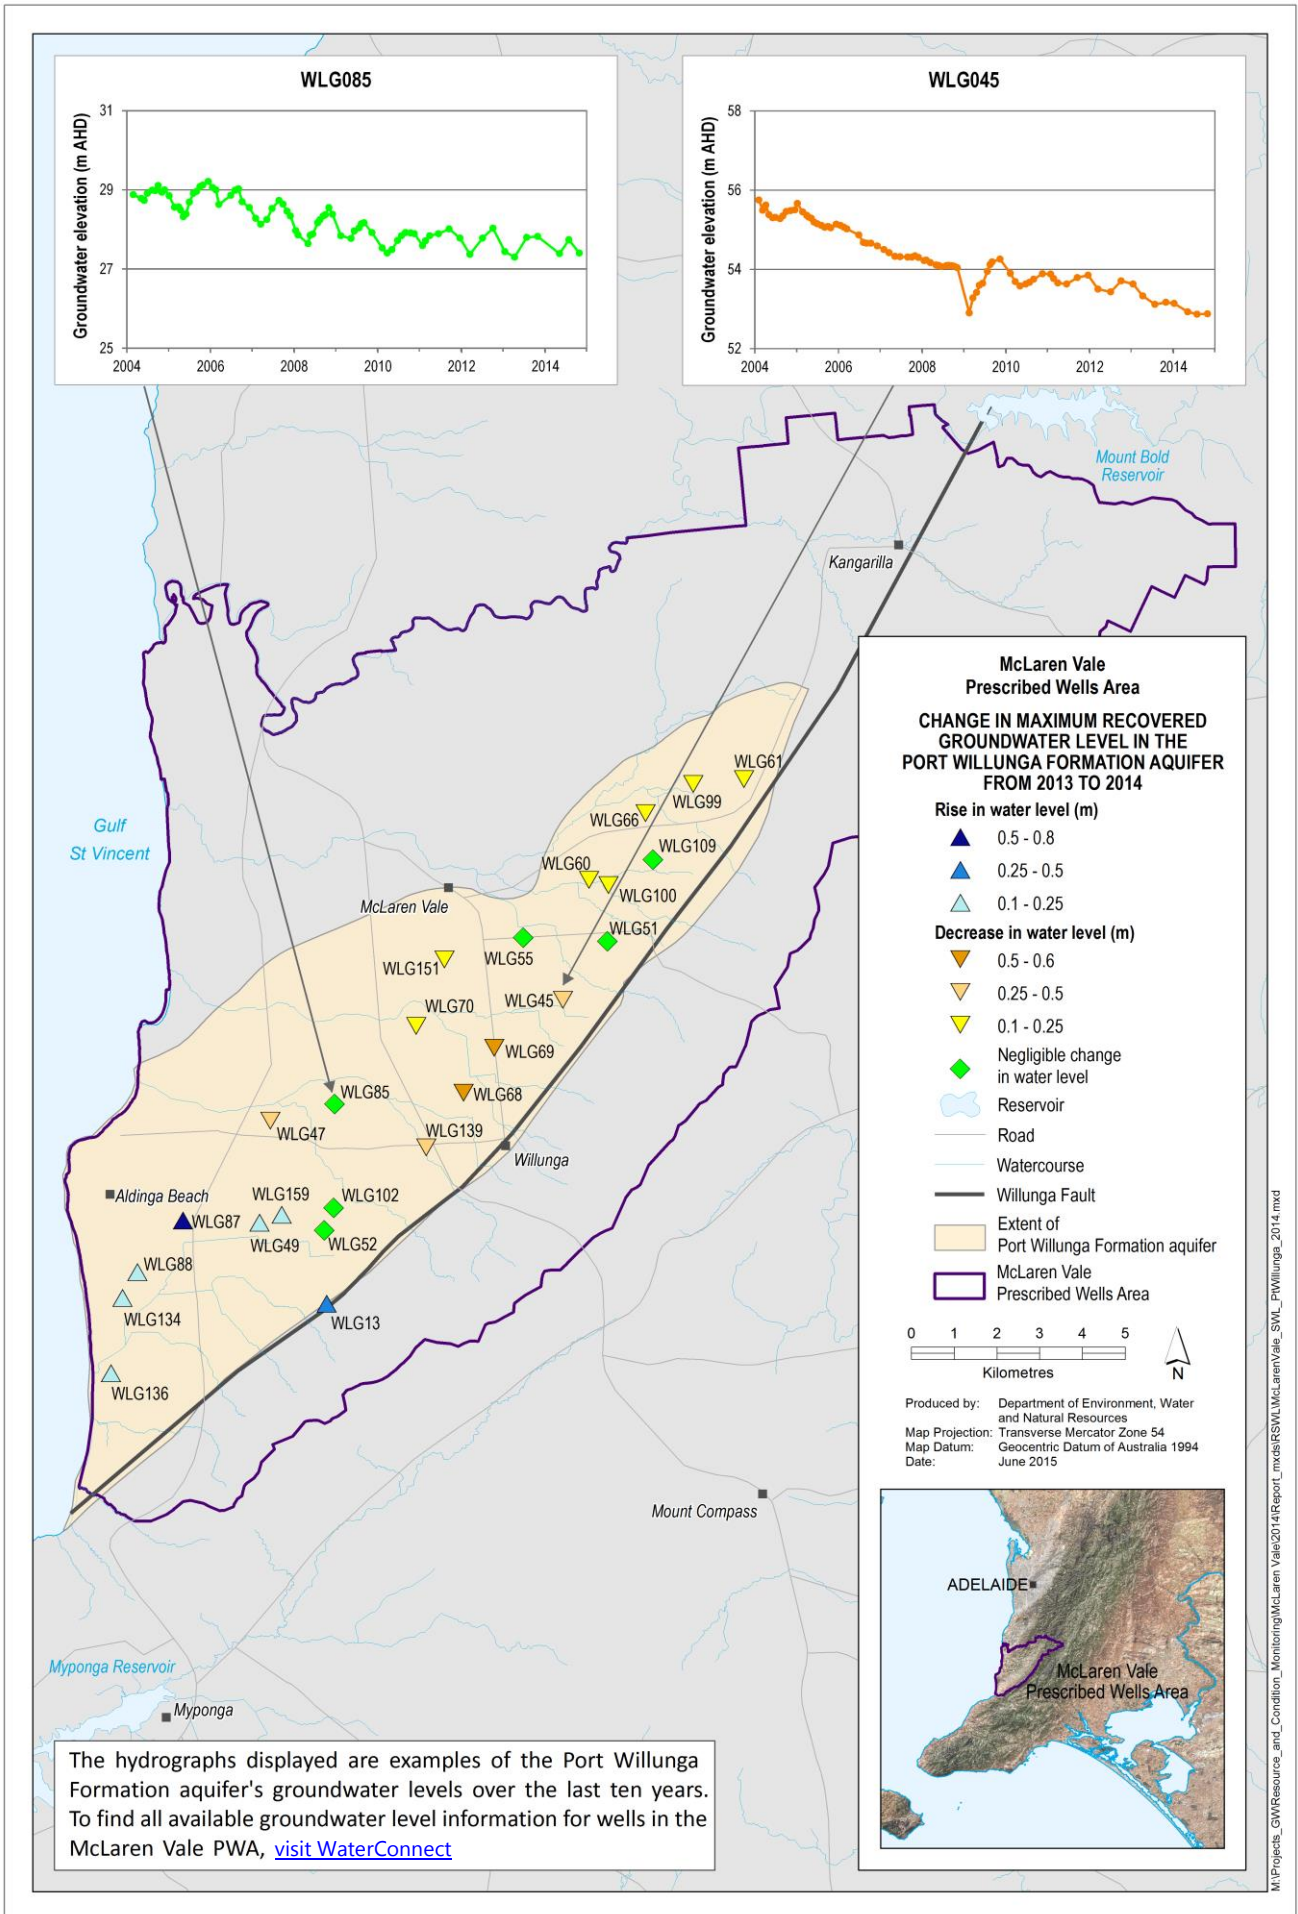 WLG085
Groundwater elevation (m AHD)
31
29
27
25
2004 2006 2008 2010 2012 2014
WLG045
Groundwater elevation (m AHD)
58
56
54
52
2004 2006 2008 2010 2012 2014
Mount Bold
Reservoir
Kangarilla
Gulf
St Vincent
McLaren Vale
WLG61
WLG99
WLG66
WLG109
WLG60
WLG100
WLG51
WLG55
WLG151
WLG45
WLG70
WLG69
WLG68
WLG85
WLG47
WLG139
Willunga
Aldinga Beach
WLG159
WLG102
WLG87
WLG49
WLG52
WLG88
WLG134
WLG13
WLG136
Mount Compass
Myponga Reservoir
Myponga
McLaren Vale
Prescribed Wells Area
CHANGE IN MAXIMUM RECOVERED
GROUNDWATER LEVEL IN THE
PORT WILLUNGA FORMATION AQUIFER
FROM 2013 TO 2014
Rise in water level (m)
0.5 - 0.8
0.25 - 0.5
0.1 - 0.25
Decrease in water level (m)
0.5 - 0.6
0.25 - 0.5
0.1 - 0.25
Negligible change
in water level
Reservoir
Road
Watercourse
Willunga Fault
Extent of
Port Willunga Formation aquifer
McLaren Vale
Prescribed Wells Area
0 1 2 3 4 5
Kilometres
N
Produced by: Department of Environment, Water
and Natural Resources
Map Projection: Transverse Mercator Zone 54
Map Datum: Geocentric Datum of Australia 1994
Date: June 2015
ADELAIDE
McLaren Vale
Prescribed Wells Area
The hydrographs displayed are examples of the Port Willunga
Formation aquifer's groundwater levels over the last ten years.
To find all available groundwater level information for wells in the
McLaren Vale PWA, visit WaterConnect
M:\Projects_GW\Resource_and_Condition_Monitoring\McLaren Vale\2014\Report_mxds\RSWL\McLarenVale_SWL_PtWillunga_2014.mxd